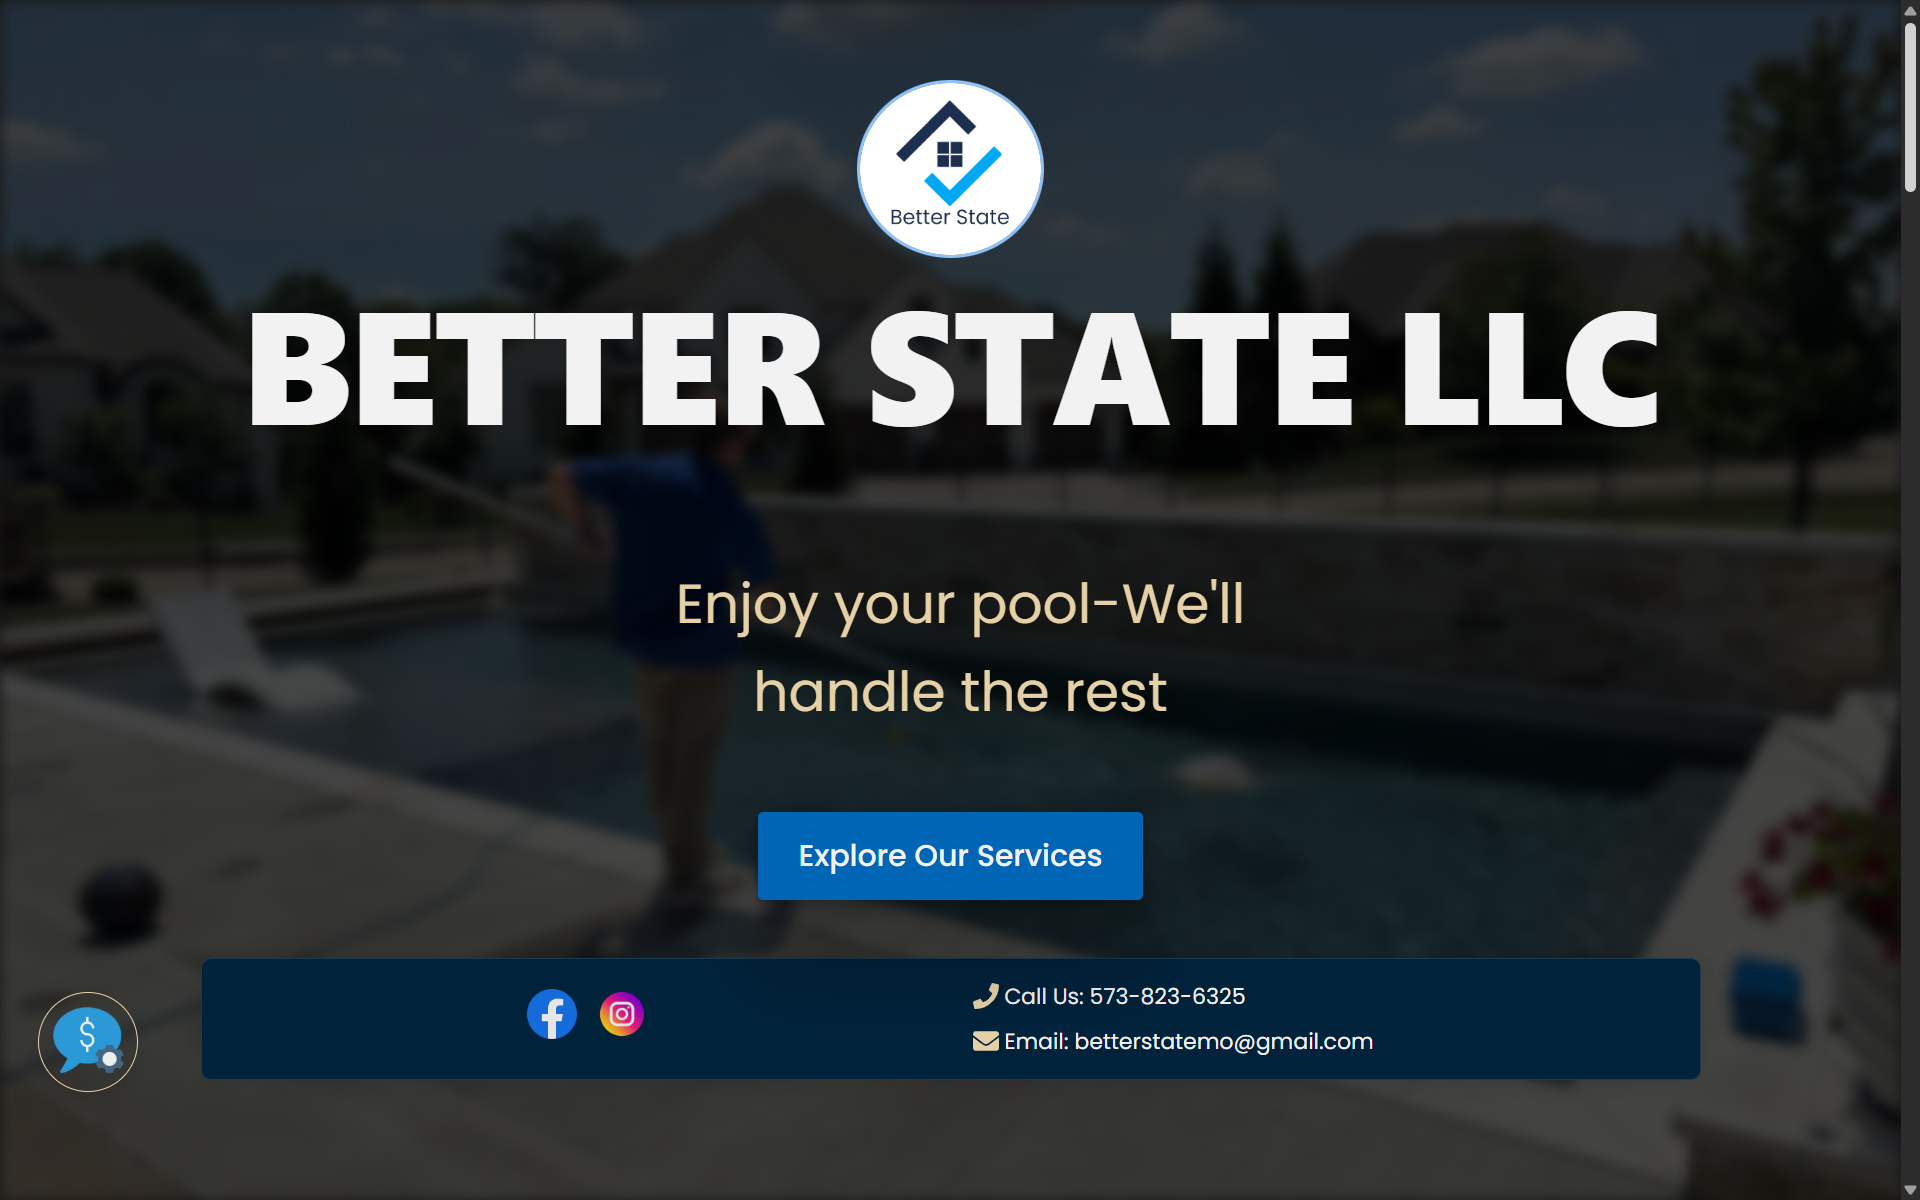 Better State
BETTER STATE LLC
Enjoy your pool-We'll
handle the rest
Explore Our Services
Call Us: 573-823-6325
Email: betterstatemo@gmail.com